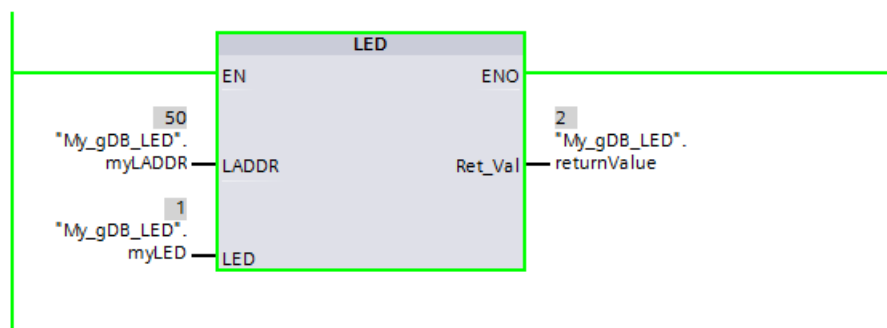 LED
EN ENO
50 2
"My_gDB_LED". "My_gDB_LED".
myLADDR LADDR Ret_Val returnValue
1
"My_gDB_LED".
myLED LED